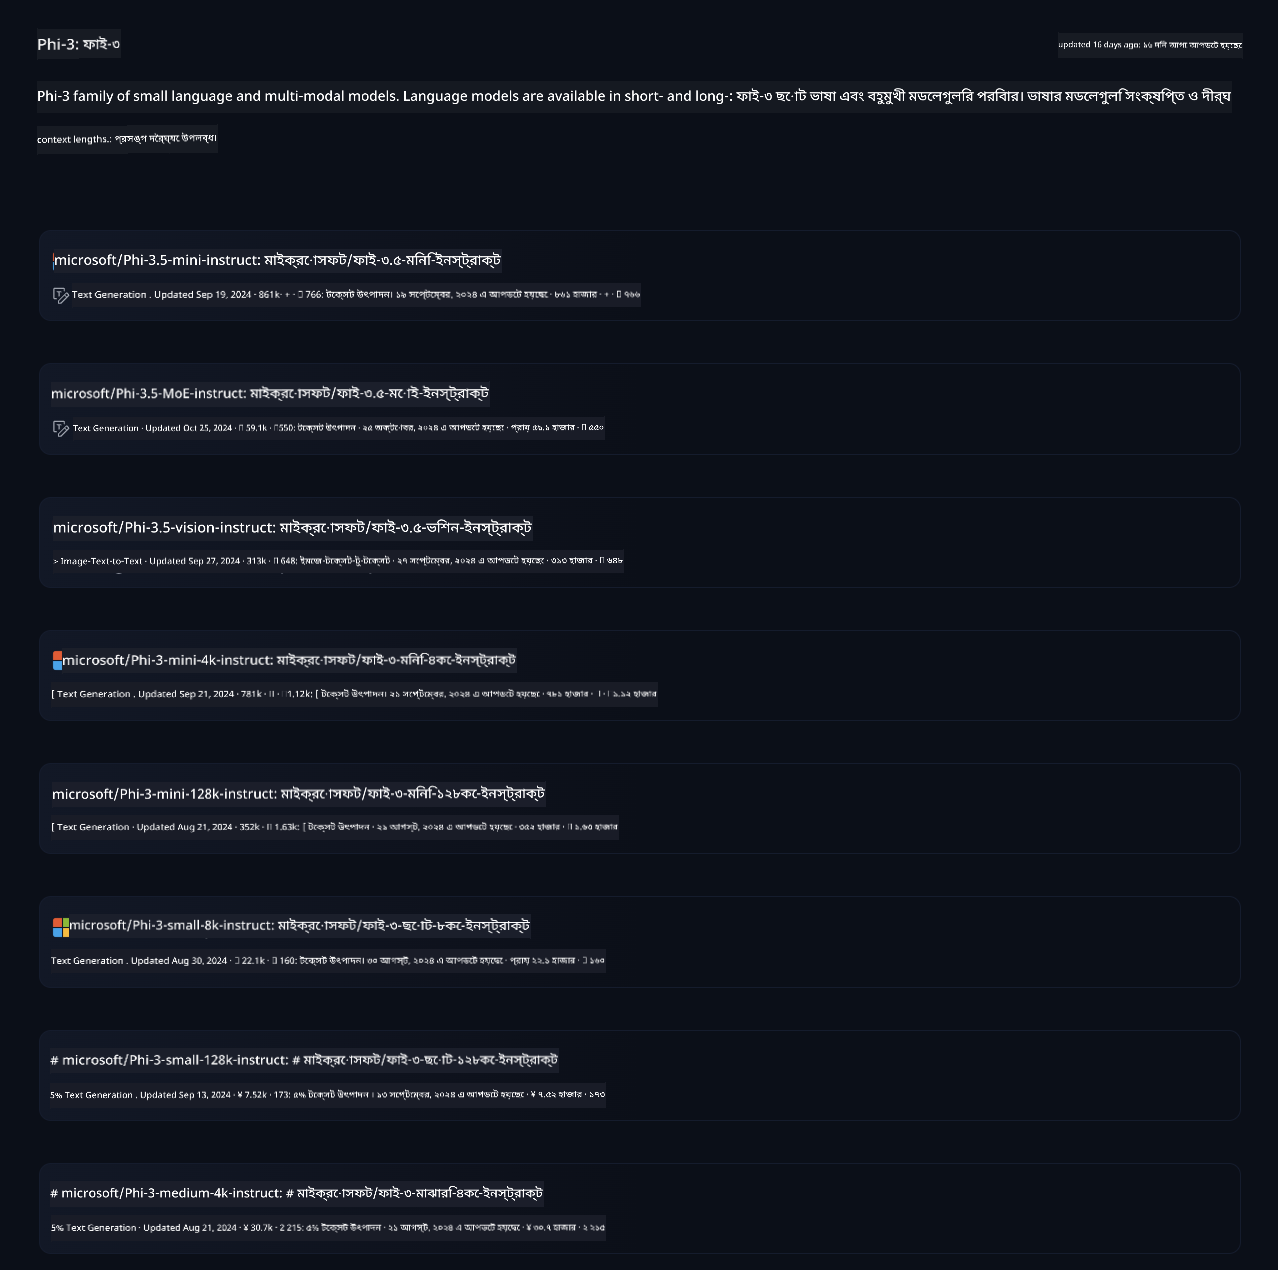 Phi-3: ফাই-৩
updated 16 days ago: ১৬ দিন আগে আপডেট হয়েছে
Phi-3 family of small language and multi-modal models. Language models are available in short- and long-: ফাই-৩ ছোট ভাষা এবং বহুমুখী মডেলগুলির পরিবার। ভাষার মডেলগুলি সংক্ষিপ্ত ও দীর্ঘ
context lengths.: প্রসঙ্গ দৈর্ঘ্যে উপলব্ধ।
microsoft/Phi-3.5-mini-instruct: মাইক্রোসফট/ফাই-৩.৫-মিনি-ইনস্ট্রাক্ট
Text Generation . Updated Sep 19, 2024 · 861k· + · 766: টেক্সট উৎপাদন। ১৯ সেপ্টেম্বর, ২০২৪ এ আপডেট হয়েছে · ৮৬১ হাজার · + · ৭৬৬
microsoft/Phi-3.5-MoE-instruct: মাইক্রোসফট/ফাই-৩.৫-মোই-ইনস্ট্রাক্ট
Text Generation · Updated Oct 25, 2024 · 59.1k · 550: টেক্সট উৎপাদন · ২৫ অক্টোবর, ২০২৪ এ আপডেট হয়েছে · প্রায় ৫৯.১ হাজার · ৫৫০
microsoft/Phi-3.5-vision-instruct: মাইক্রোসফট/ফাই-৩.৫-ভিশন-ইনস্ট্রাক্ট
> Image-Text-to-Text · Updated Sep 27, 2024 · 313k · 648: ইমেজ-টেক্সট-টু-টেক্সট · ২৭ সেপ্টেম্বর, ২০২৪ এ আপডেট হয়েছে · ৩১৩ হাজার · ৬৪৮
microsoft/Phi-3-mini-4k-instruct: মাইক্রোসফট/ফাই-৩-মিনি-৪কে-ইনস্ট্রাক্ট
[ Text Generation . Updated Sep 21, 2024 · 781k · 1.12k: [ টেক্সট উৎপাদন। ২১ সেপ্টেম্বর, ২০২৪ এ আপডেট হয়েছে · ৭৮১ হাজার · ১.১২ হাজার
microsoft/Phi-3-mini-128k-instruct: মাইক্রোসফট/ফাই-৩-মিনি-১২৮কে-ইনস্ট্রাক্ট
[ Text Generation · Updated Aug 21, 2024 · 352k · 1.63k: [ টেক্সট উৎপাদন · ২১ আগস্ট, ২০২৪ এ আপডেট হয়েছে · ৩৫২ হাজার · ১.৬৩ হাজার
microsoft/Phi-3-small-8k-instruct: মাইক্রোসফট/ফাই-৩-ছোট-৮কে-ইনস্ট্রাক্ট
Text Generation . Updated Aug 30, 2024 · 22.1k · 160: টেক্সট উৎপাদন। ৩০ আগস্ট, ২০২৪ এ আপডেট হয়েছে · প্রায় ২২.১ হাজার · ১৬০
# microsoft/Phi-3-small-128k-instruct: # মাইক্রোসফট/ফাই-৩-ছোট-১২৮কে-ইনস্ট্রাক্ট
5% Text Generation . Updated Sep 13, 2024 · ¥ 7.52k · 173: ৫% টেক্সট উৎপাদন । ১৩ সেপ্টেম্বর, ২০২৪ এ আপডেট হয়েছে · ¥ ৭.৫২ হাজার · ১৭৩
# microsoft/Phi-3-medium-4k-instruct: # মাইক্রোসফট/ফাই-৩-মাঝারি-৪কে-ইনস্ট্রাক্ট
5% Text Generation · Updated Aug 21, 2024 · ¥ 30.7k · 2 215: ৫% টেক্সট উৎপাদন · ২১ আগস্ট, ২০২৪ এ আপডেট হয়েছে · ¥ ৩০.৭ হাজার · ২ ২১৫